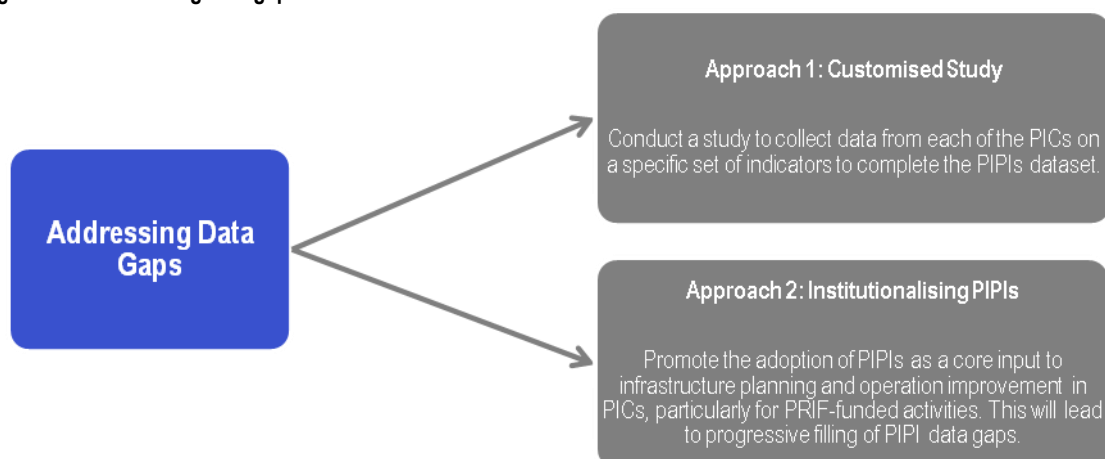 Addressing Data
Gaps
Approach 1: Customised Study
Conduct a study to collect data from each of the PICs on
a specific set of indicators to complete the PIPIs dataset.
Approach 2: Institutionalising PIPIs
Promote the adoption of PIPIs as a core input to
infrastructure planning and operation improvement in
PICs, particularly for PRIF-funded activities. This will lead
to progressive filling of PIPI data gaps.